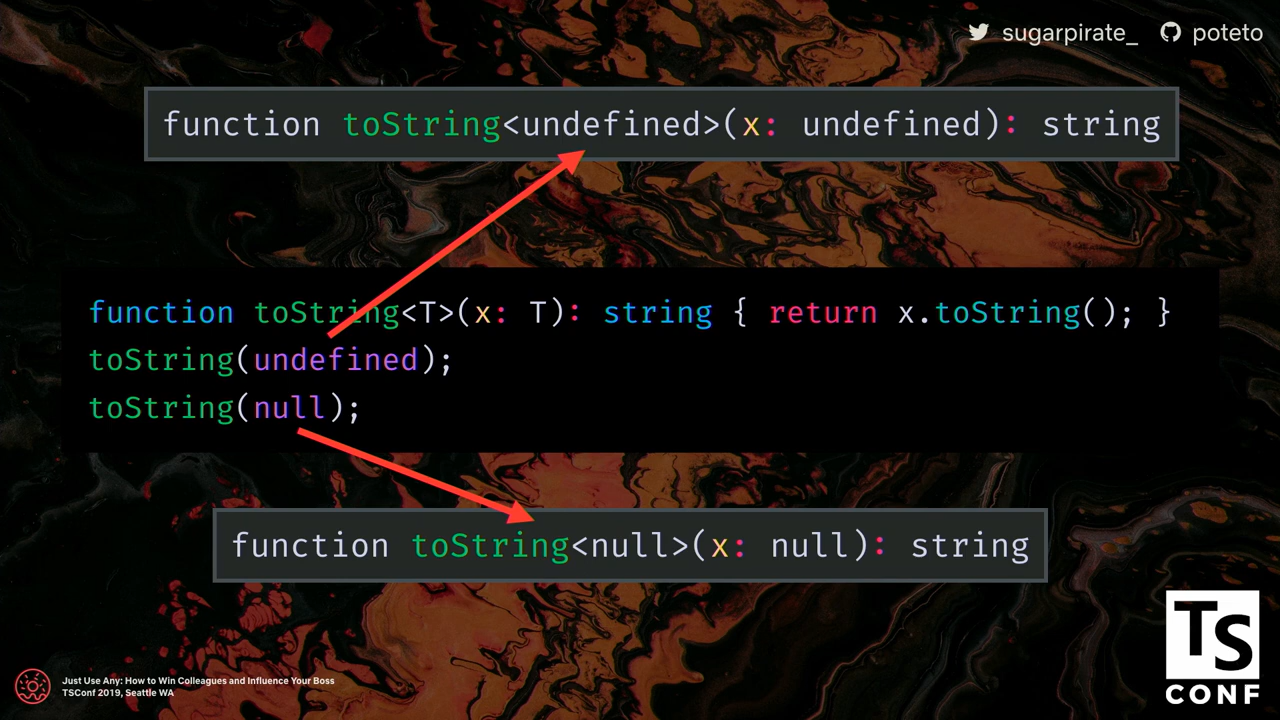 sugarpirate_ poteto
function toString<undefined>(x: undefined): string
function toString<T>(x: T): string { return x.toString(); }
toString(undefined);
toString(null);
function toString<null>(x: null): string
Just Use Any: How to Win Colleagues and Influence Your Boss
TSConf 2019, Seattle WA
TS
CONF